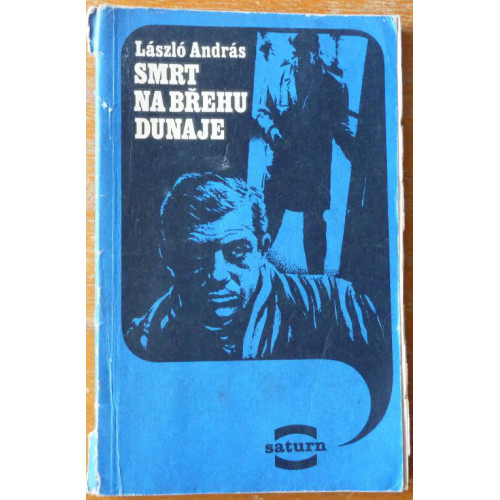 László András
SMRT
NA BŘEHU
DUNAJE
saturn